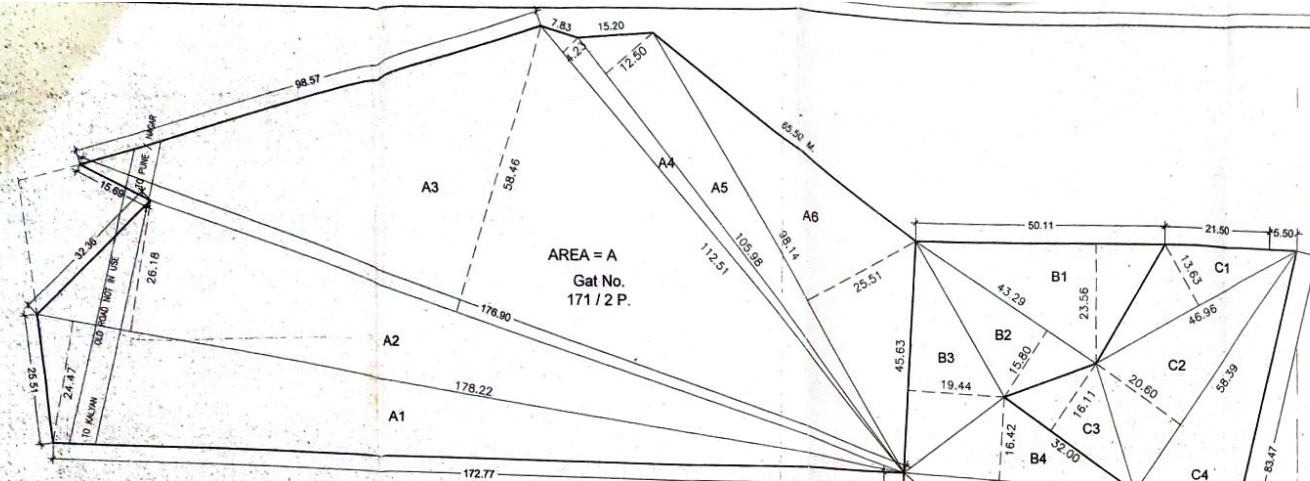 7.83
15.20
4.23
12.50
98.57
TO PUNE / NAGAR
65.50 M.
A4
15.69
A3
58.46
A5
A6
50.11
21.50
5.50
32.36
OLD ROAD NOT IN USE
26.18
AREA = A
Gat No.
171 / 2 P.
105.98
112.51
98.14
25.51
B1
13.63
C1
43.29
23.56
176.90
46.96
A2
B2
15.80
B3
45.63
C2
25.51
24.47
178.22
19.44
20.60
58.39
TO KALYAN
A1
16.11
C3
16.42
B4
32.00
172.77
C4
83.47